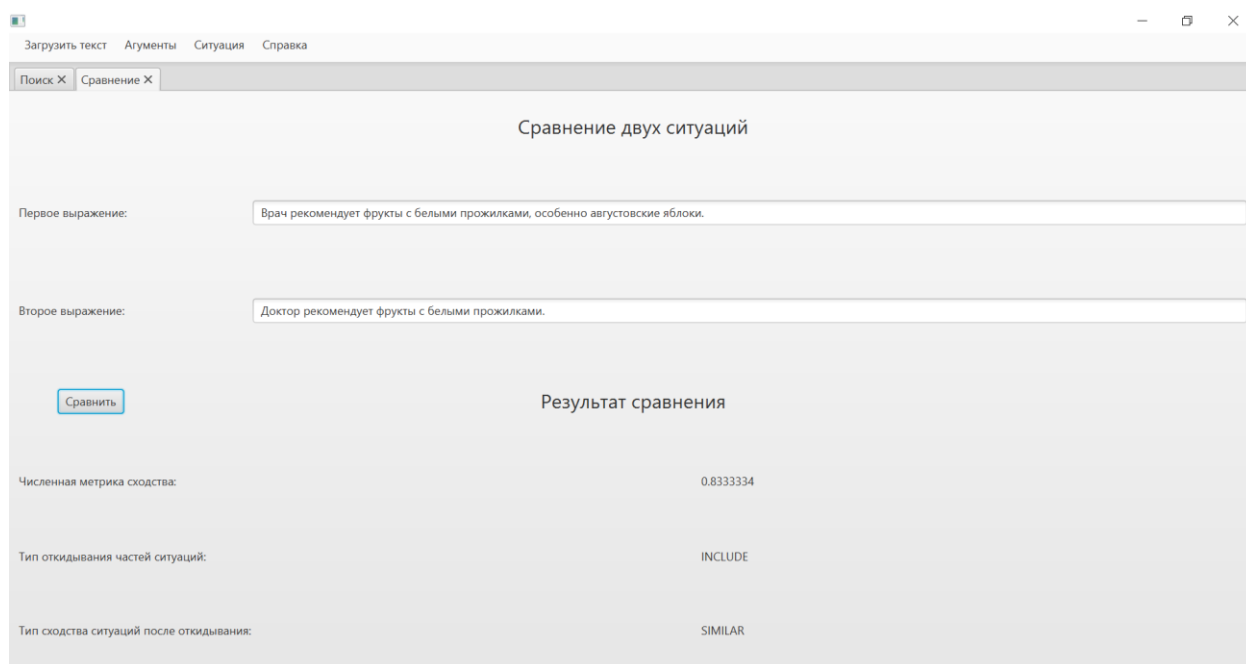 Загрузить текст Агументы Ситуация Справка
Поиск Сравнение
Сравнение двух ситуаций
Первое выражение: Врач рекомендует фрукты с белыми прожилками, особенно августовские яблоки.
Второе выражение: Доктор рекомендует фрукты с белыми прожилками.
Сравнить Результат сравнения
Численная метрика сходства: 0.8333334
Тип откидывания частей ситуаций: INCLUDE
Тип сходства ситуаций после откидывания: SIMILAR